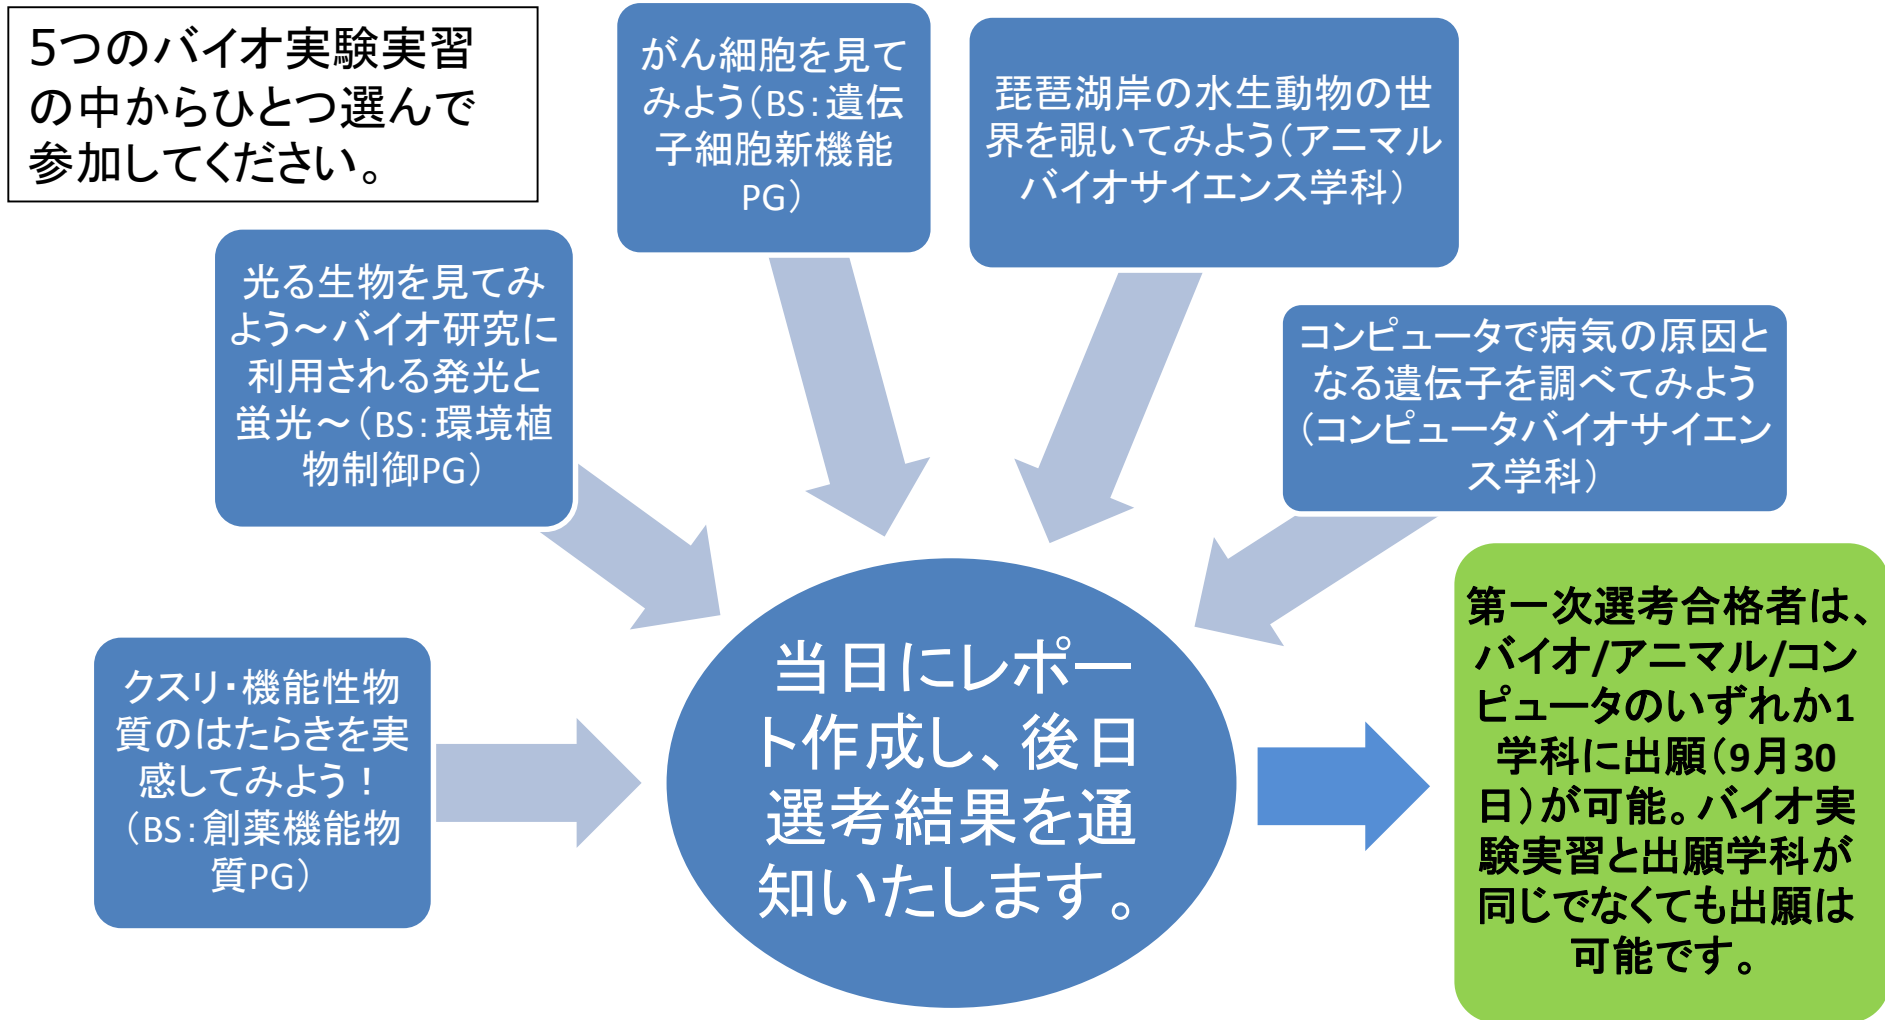 5つのバイオ実験実習
の中からひとつ選んで
参加してください。
がん細胞を見て
みよう（BS：遺伝
子細胞新機能
PG）
琵琶湖岸の水生動物の世
界を覗いてみよう（アニマル
バイオサイエンス学科）
光る生物を見てみ
よう～バイオ研究に
利用される発光と
蛍光～（BS：環境植
物制御PG）
コンピュータで病気の原因と
なる遺伝子を調べてみよう
（コンピュータバイオサイエン
ス学科）
クスリ・機能性物
質のはたらきを実
感してみよう！
（BS：創薬機能物
質PG）
当日にレポー
ト作成し、後日
選考結果を通
知いたします。
第一次選考合格者は、
バイオ/アニマル/コン
ピュータのいずれか1
学科に出願（9月30
日）が可能。バイオ実
験実習と出願学科が
同じでなくても出願は
可能です。